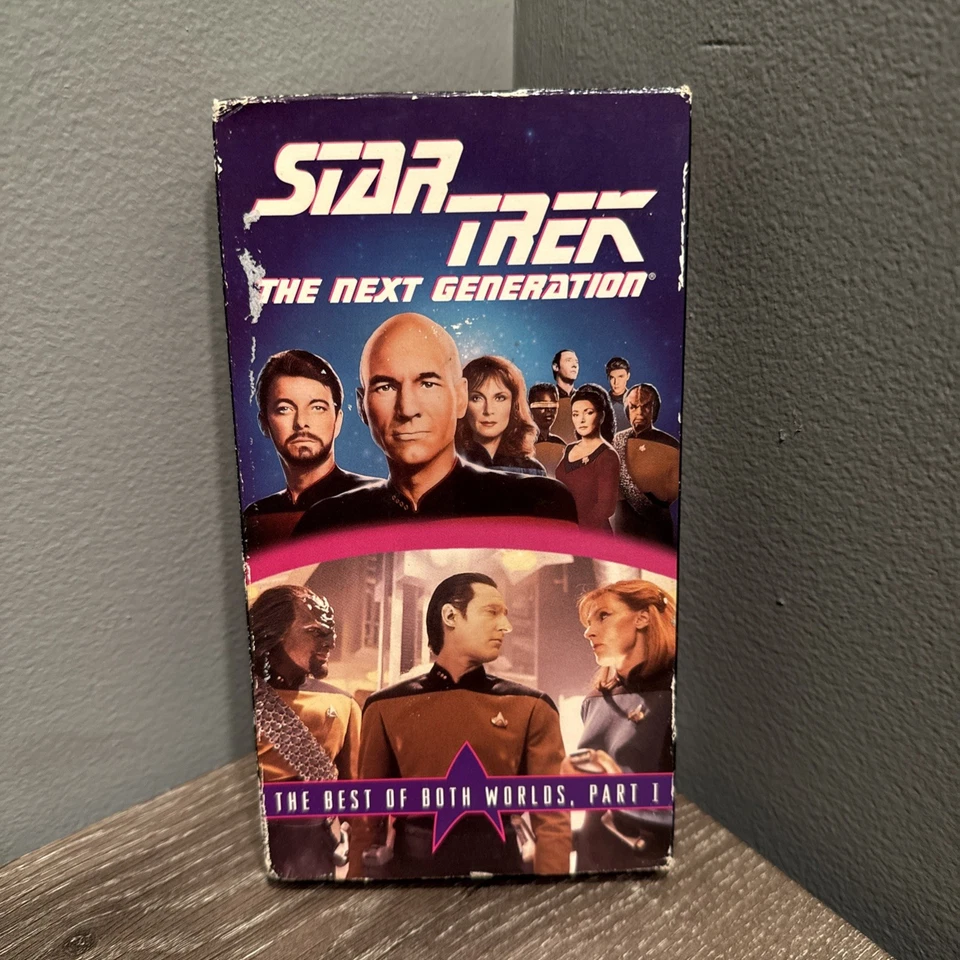 STAR
TREK
THE NEXT GENERATION®
THE BEST OF BOTH WORLDS, PART I